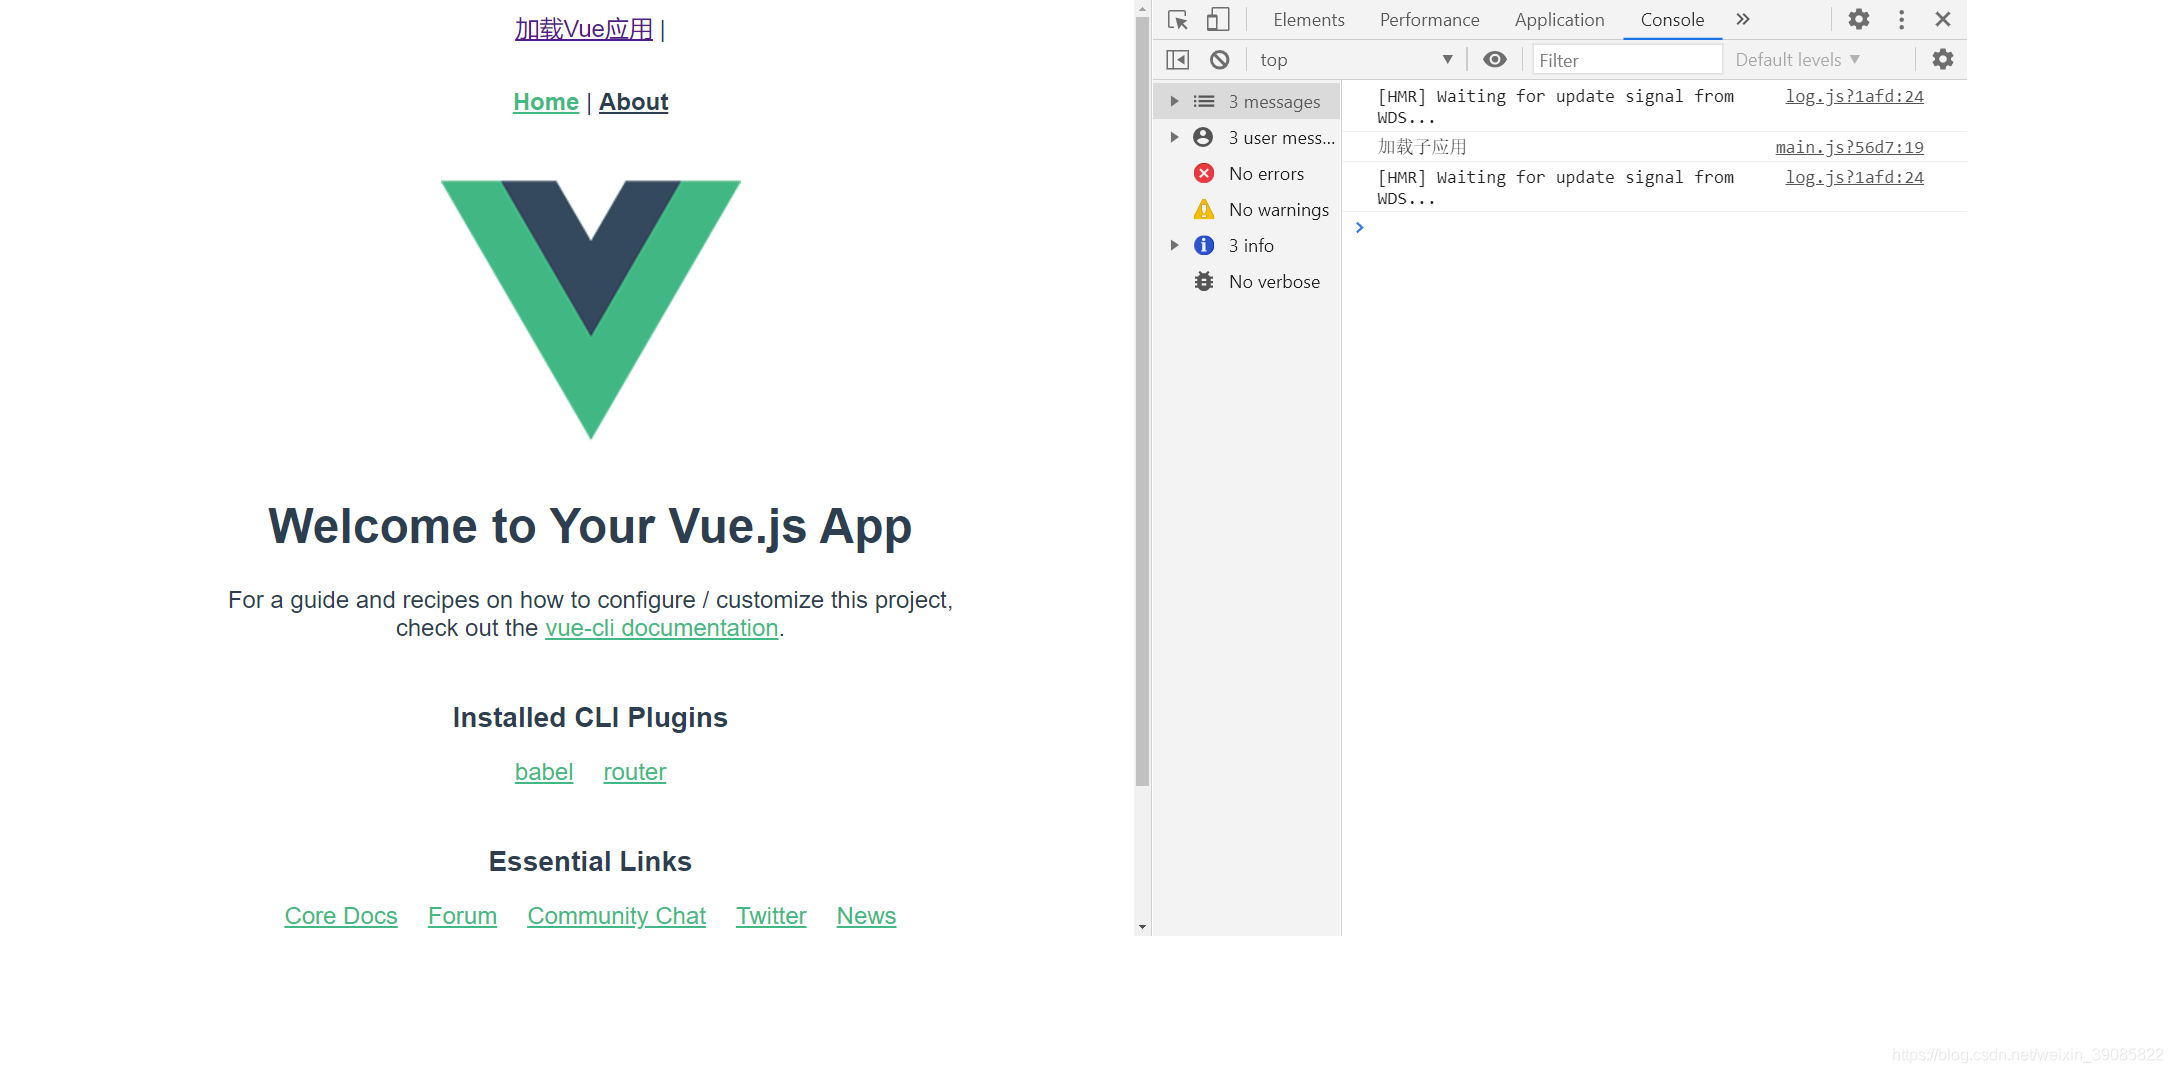 加载Vue应用 |
Home | About
Welcome to Your Vue.js App
For a guide and recipes on how to configure / customize this project,
check out the vue-cli documentation.
Installed CLI Plugins
babel router
Essential Links
Core Docs Forum Community Chat Twitter News
Elements Performance Application Console
top Filter Default levels
3 messages
3 user mess...
No errors
No warnings
3 info
No verbose
[HMR] Waiting for update signal from log.js?1afd:24
WDS...
加载子应用 main.js?56d7:19
[HMR] Waiting for update signal from log.js?1afd:24
WDS...
https://blog.csdn.net/weixin_39085822